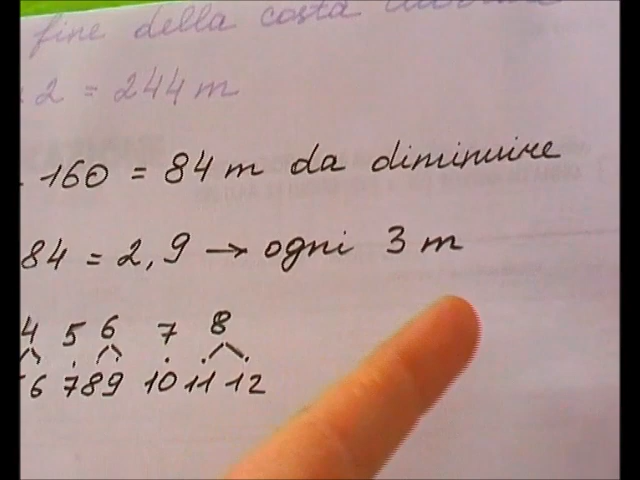 fine della costa
2 = 244 m
- 160 = 84 m da diminuire
84 = 2,9 → ogni 3 m
4 5 6 7 8
6 7 8 9 10 11 12